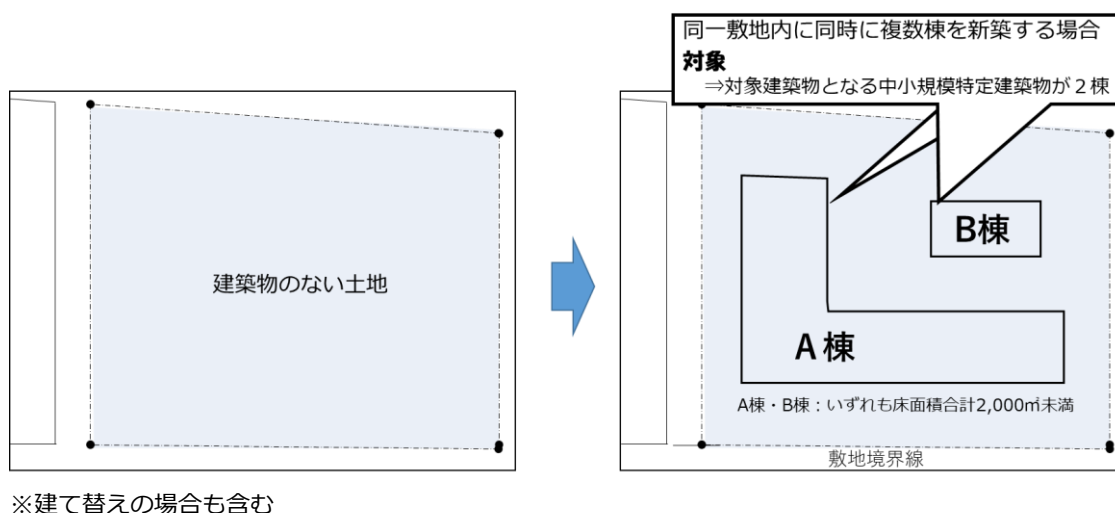 同一敷地内に同時に複数棟を新築する場合
対象
⇒対象建築物となる中小規模特定建築物が２棟
建築物のない土地
B棟
A棟
A棟・B棟：いずれも床面積合計2,000㎡未満
敷地境界線
※建て替えの場合も含む